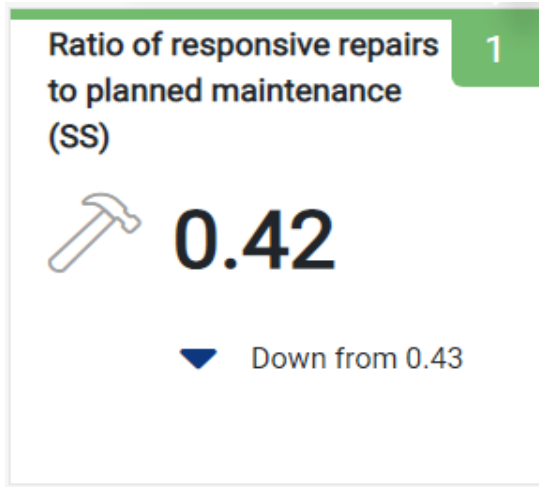 Ratio of responsive repairs
to planned maintenance
(SS)
1
0.42
Down from 0.43